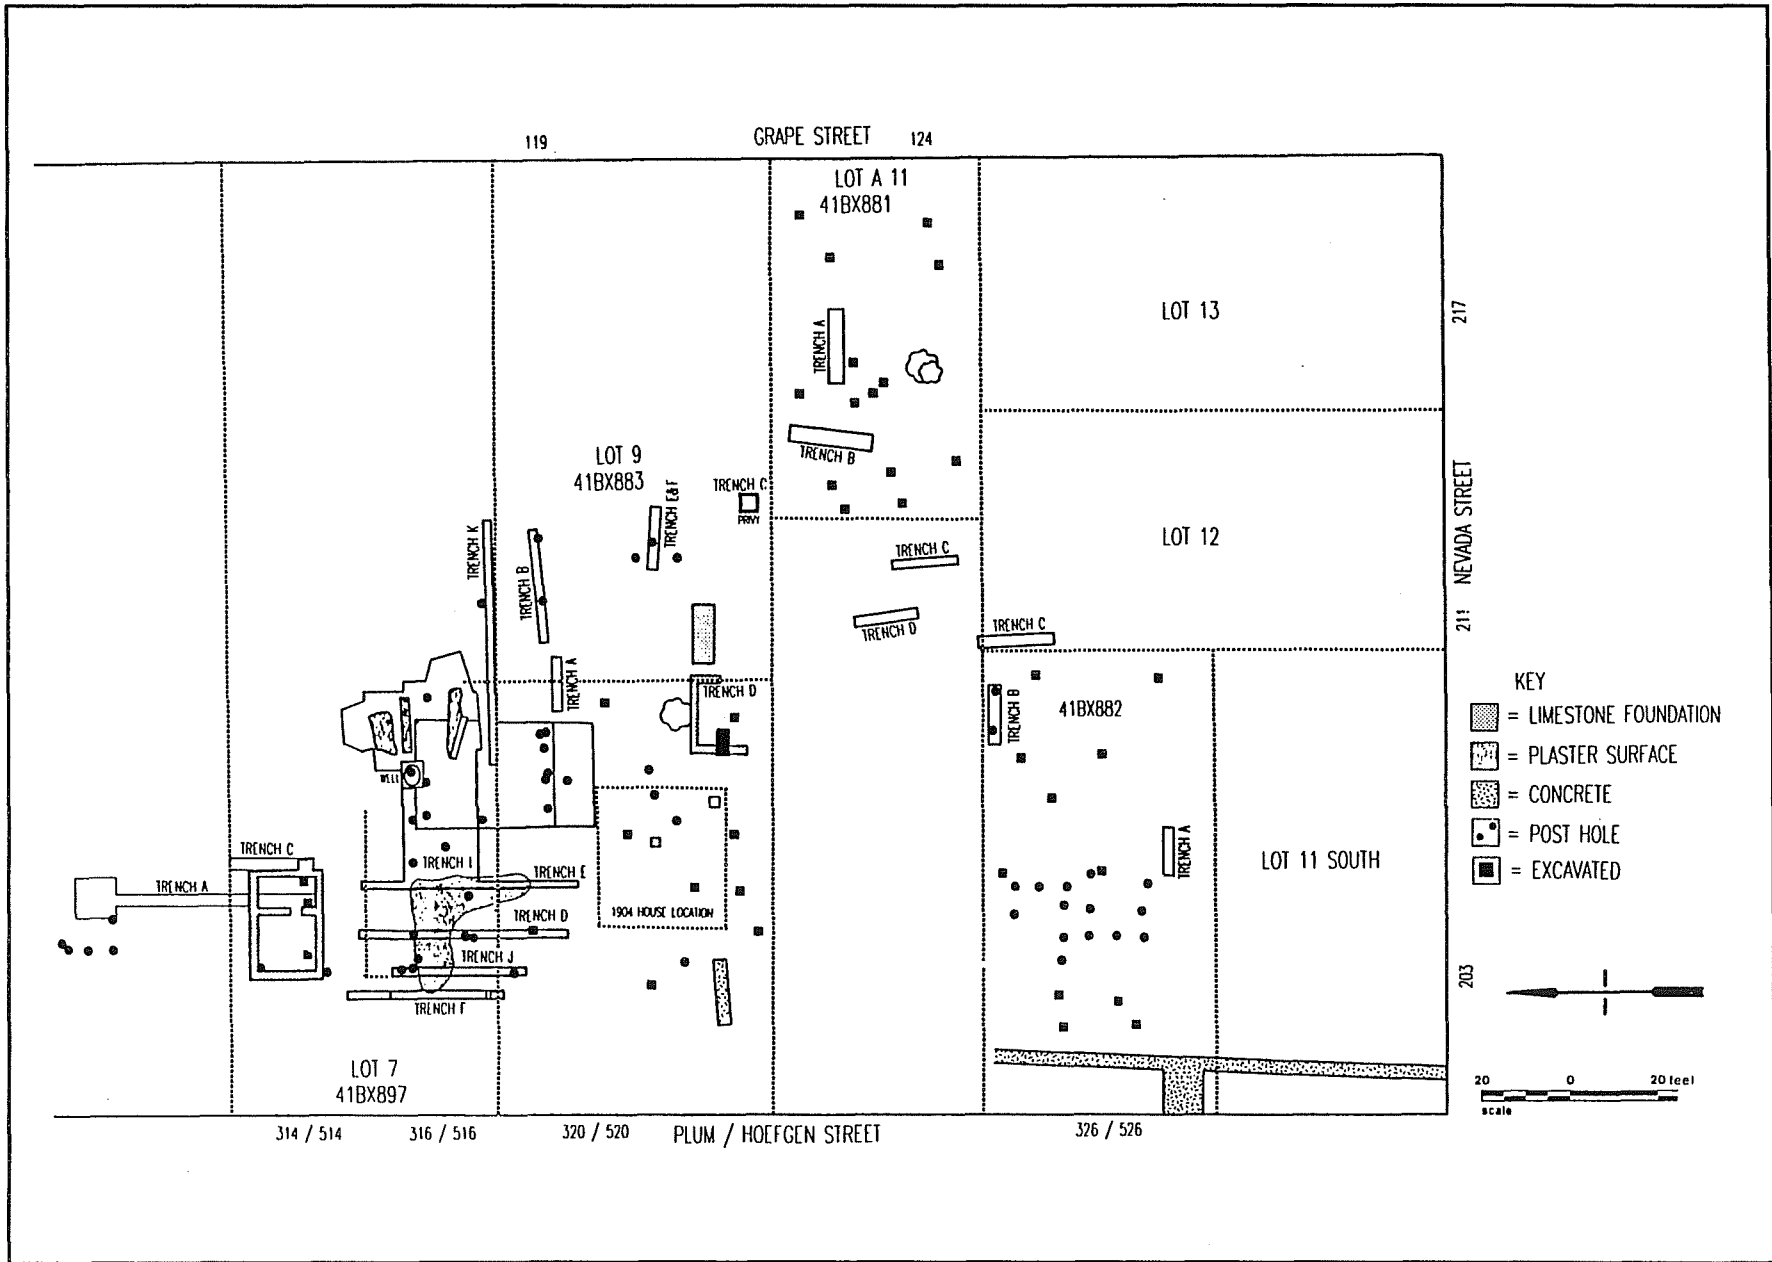 119
GRAPE STREET
124
LOT A 11
41BX881
LOT 13
217
TRENCH A
TRENCH B
LOT 9
41BX883
TRENCH C
PRIVY
TRENCH E&F
TRENCH K
TRENCH B
TRENCH C
LOT 12
NEVADA STREET
TRENCH D
TRENCH C
211
TRENCH A
TRENCH D
TRENCH B
41BX882
KEY
= LIMESTONE FOUNDATION
= PLASTER SURFACE
= CONCRETE
= POST HOLE
= EXCAVATED
WELL
TRENCH C
TRENCH I
TRENCH E
TRENCH A
TRENCH A
LOT 11 SOUTH
1904 HOUSE LOCATION
TRENCH D
TRENCH J
TRENCH F
203
LOT 7
41BX897
20 0 20 feet
scale
314 / 514
316 / 516
320 / 520
PLUM / HOEFGEN STREET
326 / 526